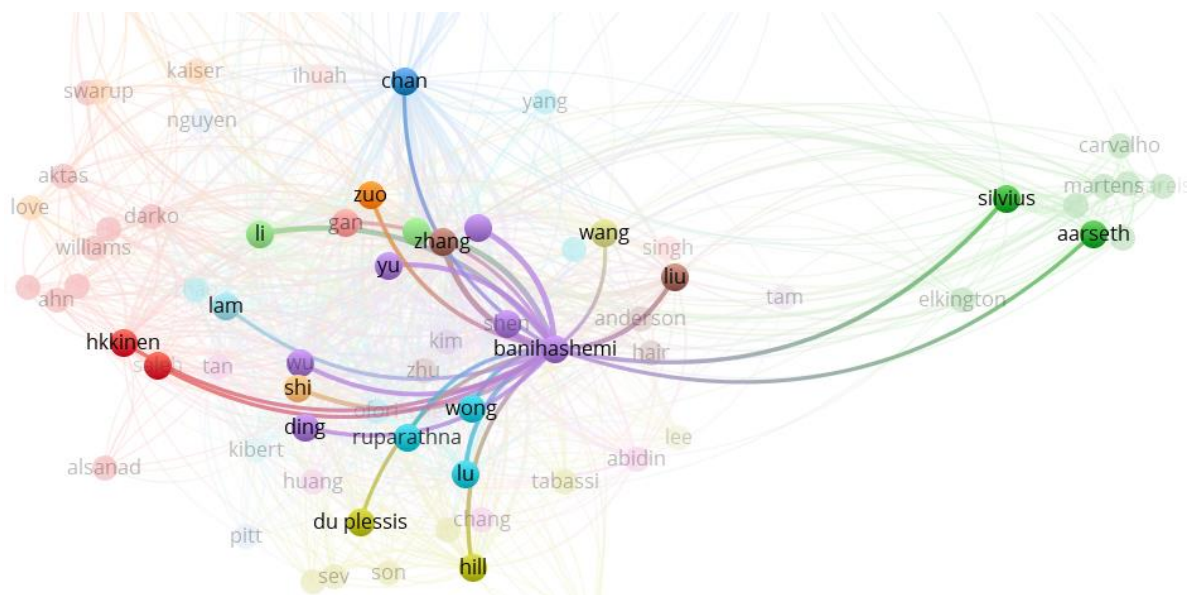 kaiser
ihuah
chan
swarup
yang
nguyen
carvalho
aktas
martens
zuo
silvius
love
darko
gan
li
wang
aarseth
zhang
williams
singh
yu
liu
tam
ahn
elkington
lam
anderson
shen
hkkinen
kim
banihashemi
hair
wu
tan
zhu
shi
wong
ding
ruparathna
lee
kibert
abidin
alsanad
lu
huang
tabassi
du plessis
chang
pitt
hill
sev
son